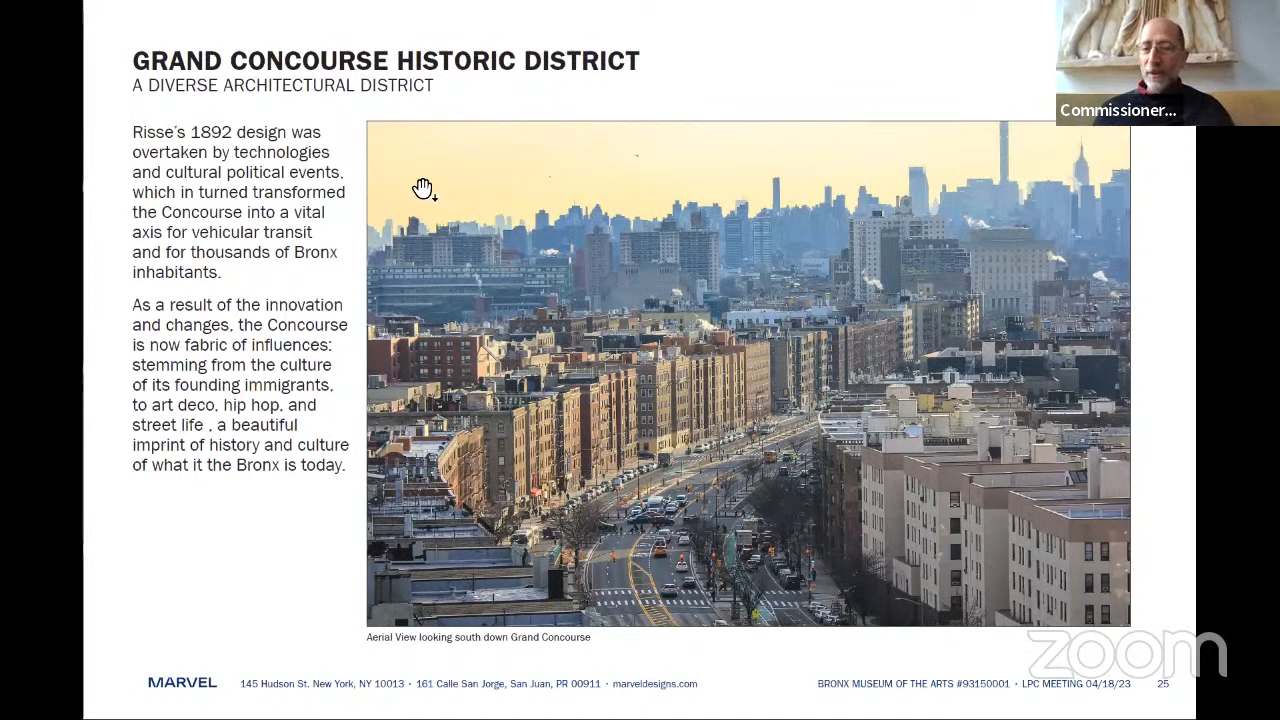 GRAND CONCOURSE HISTORIC DISTRICT
A DIVERSE ARCHITECTURAL DISTRICT
Commissioner...
Risse's 1892 design was
overtaken by technologies
and cultural political events,
which in turned transformed
the Concourse into a vital
axis for vehicular transit
and for thousands of Bronx
inhabitants.
As a result of the innovation
and changes, the Concourse
is now fabric of influences:
stemming from the culture
of its founding immigrants,
to art deco, hip hop, and
street life , a beautiful
imprint of history and culture
of what it the Bronx is today.
Aerial View looking south down Grand Concourse
zoom
MARVEL 145 Hudson St. New York, NY 10013 • 161 Calle San Jorge, San Juan, PR 00911 • marveldesigns.com BRONX MUSEUM OF THE ARTS #93150001 • LPC MEETING 04/18/23 25